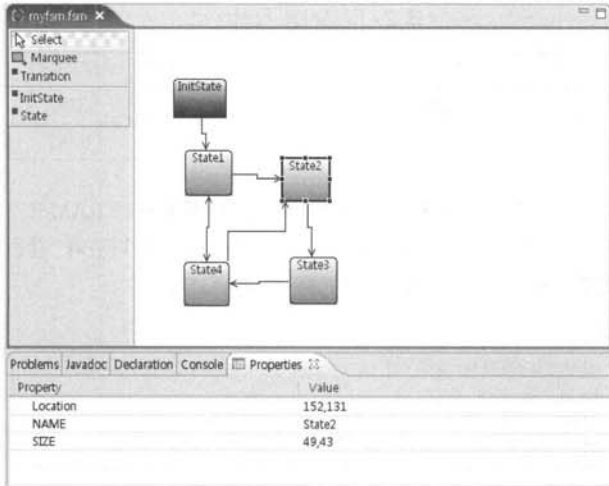 myfsm.fsm
Select
Marquee
Transition
InitState
State
InitState
State1
State2
State4
State3
Problems Javadoc Declaration Console Properties
Property Value
Location 152,131
NAME State2
SIZE 49,43